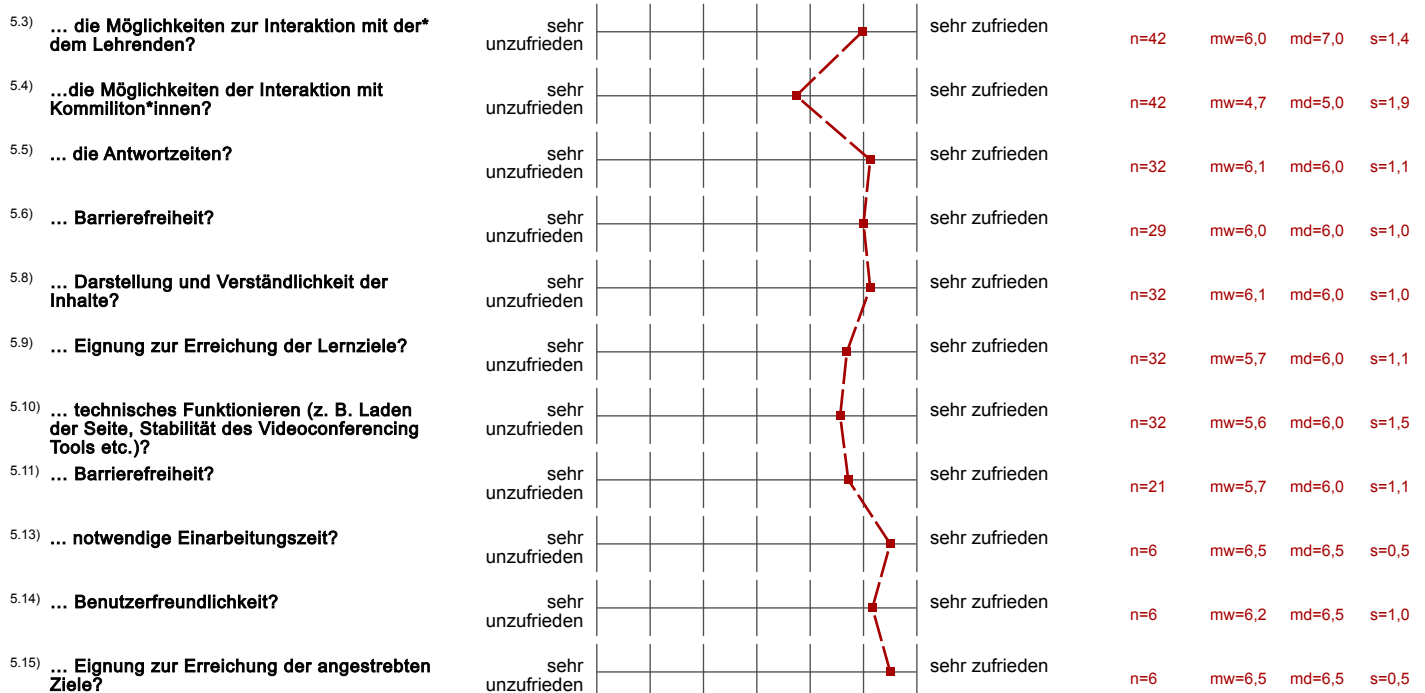 5.3) ... die Möglichkeiten zur Interaktion mit der* sehr sehr zufrieden
dem Lehrenden? unzufrieden n=42 mw=6,0 md=7,0 s=1,4
5.4) ...die Möglichkeiten der Interaktion mit sehr sehr zufrieden
Kommiliton*innen? unzufrieden n=42 mw=4,7 md=5,0 s=1,9
5.5) ... die Antwortzeiten? sehr sehr zufrieden
unzufrieden n=32 mw=6,1 md=6,0 s=1,1
5.6) ... Barrierefreiheit? sehr sehr zufrieden
unzufrieden n=29 mw=6,0 md=6,0 s=1,0
5.8) ... Darstellung und Verständlichkeit der sehr sehr zufrieden
Inhalte? unzufrieden n=32 mw=6,1 md=6,0 s=1,0
5.9) ... Eignung zur Erreichung der Lernziele? sehr sehr zufrieden
unzufrieden n=32 mw=5,7 md=6,0 s=1,1
5.10) ... technisches Funktionieren (z. B. Laden sehr sehr zufrieden
der Seite, Stabilität des Videoconferencing unzufrieden n=32 mw=5,6 md=6,0 s=1,5
Tools etc.)?
5.11) ... Barrierefreiheit? sehr sehr zufrieden
unzufrieden n=21 mw=5,7 md=6,0 s=1,1
5.13) ... notwendige Einarbeitungszeit? sehr sehr zufrieden
unzufrieden n=6 mw=6,5 md=6,5 s=0,5
5.14) ... Benutzerfreundlichkeit? sehr sehr zufrieden
unzufrieden n=6 mw=6,2 md=6,5 s=1,0
5.15) ... Eignung zur Erreichung der angestrebten sehr sehr zufrieden
Ziele? unzufrieden n=6 mw=6,5 md=6,5 s=0,5